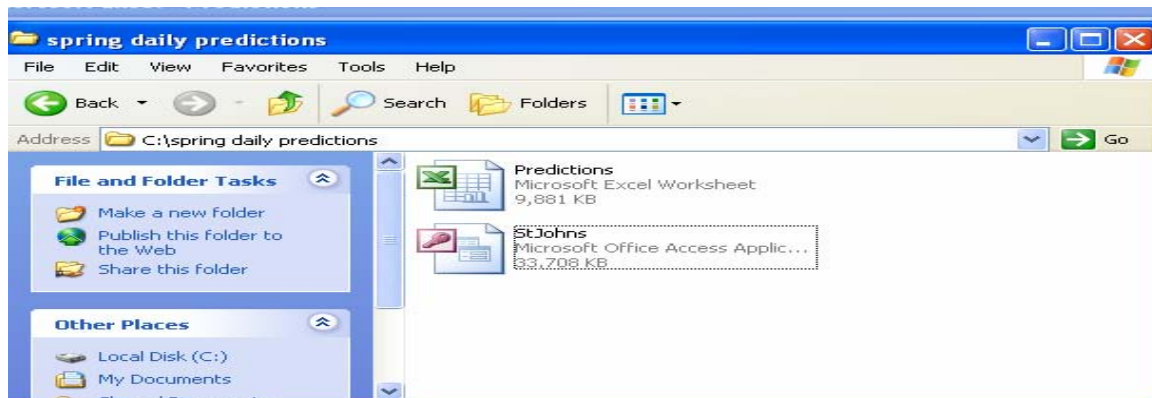 spring daily predictions
File Edit View Favorites Tools Help
Back Search Folders
Address C:\spring daily predictions Go
File and Folder Tasks
Make a new folder
Publish this folder to
the Web
Share this folder
Other Places
Local Disk (C:)
My Documents
Predictions
Microsoft Excel Worksheet
9,881 KB
StJohns
Microsoft Office Access Applic...
33,708 KB